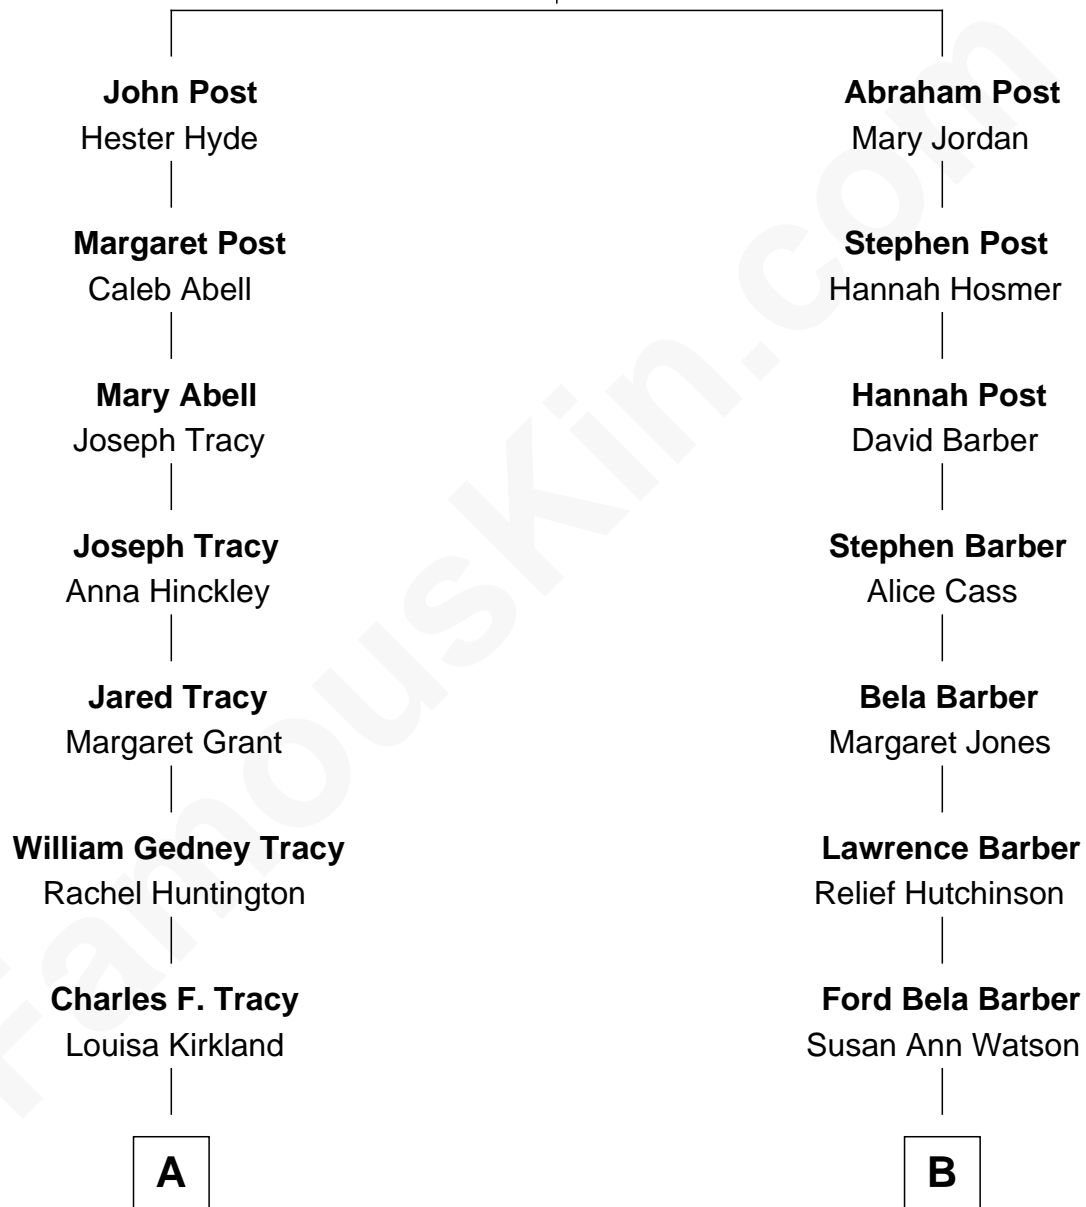 John Post
Hester Hyde
Margaret Post
Caleb Abell
Mary Abell
Joseph Tracy
Joseph Tracy
Anna Hinckley
Jared Tracy
Margaret Grant
William Gedney Tracy
Rachel Huntington
Charles F. Tracy
Louisa Kirkland
A
Abraham Post
Mary Jordan
Stephen Post
Hannah Hosmer
Hannah Post
David Barber
Stephen Barber
Alice Cass
Bela Barber
Margaret Jones
Lawrence Barber
Relief Hutchinson
Ford Bela Barber
Susan Ann Watson
B
FamousKin.com